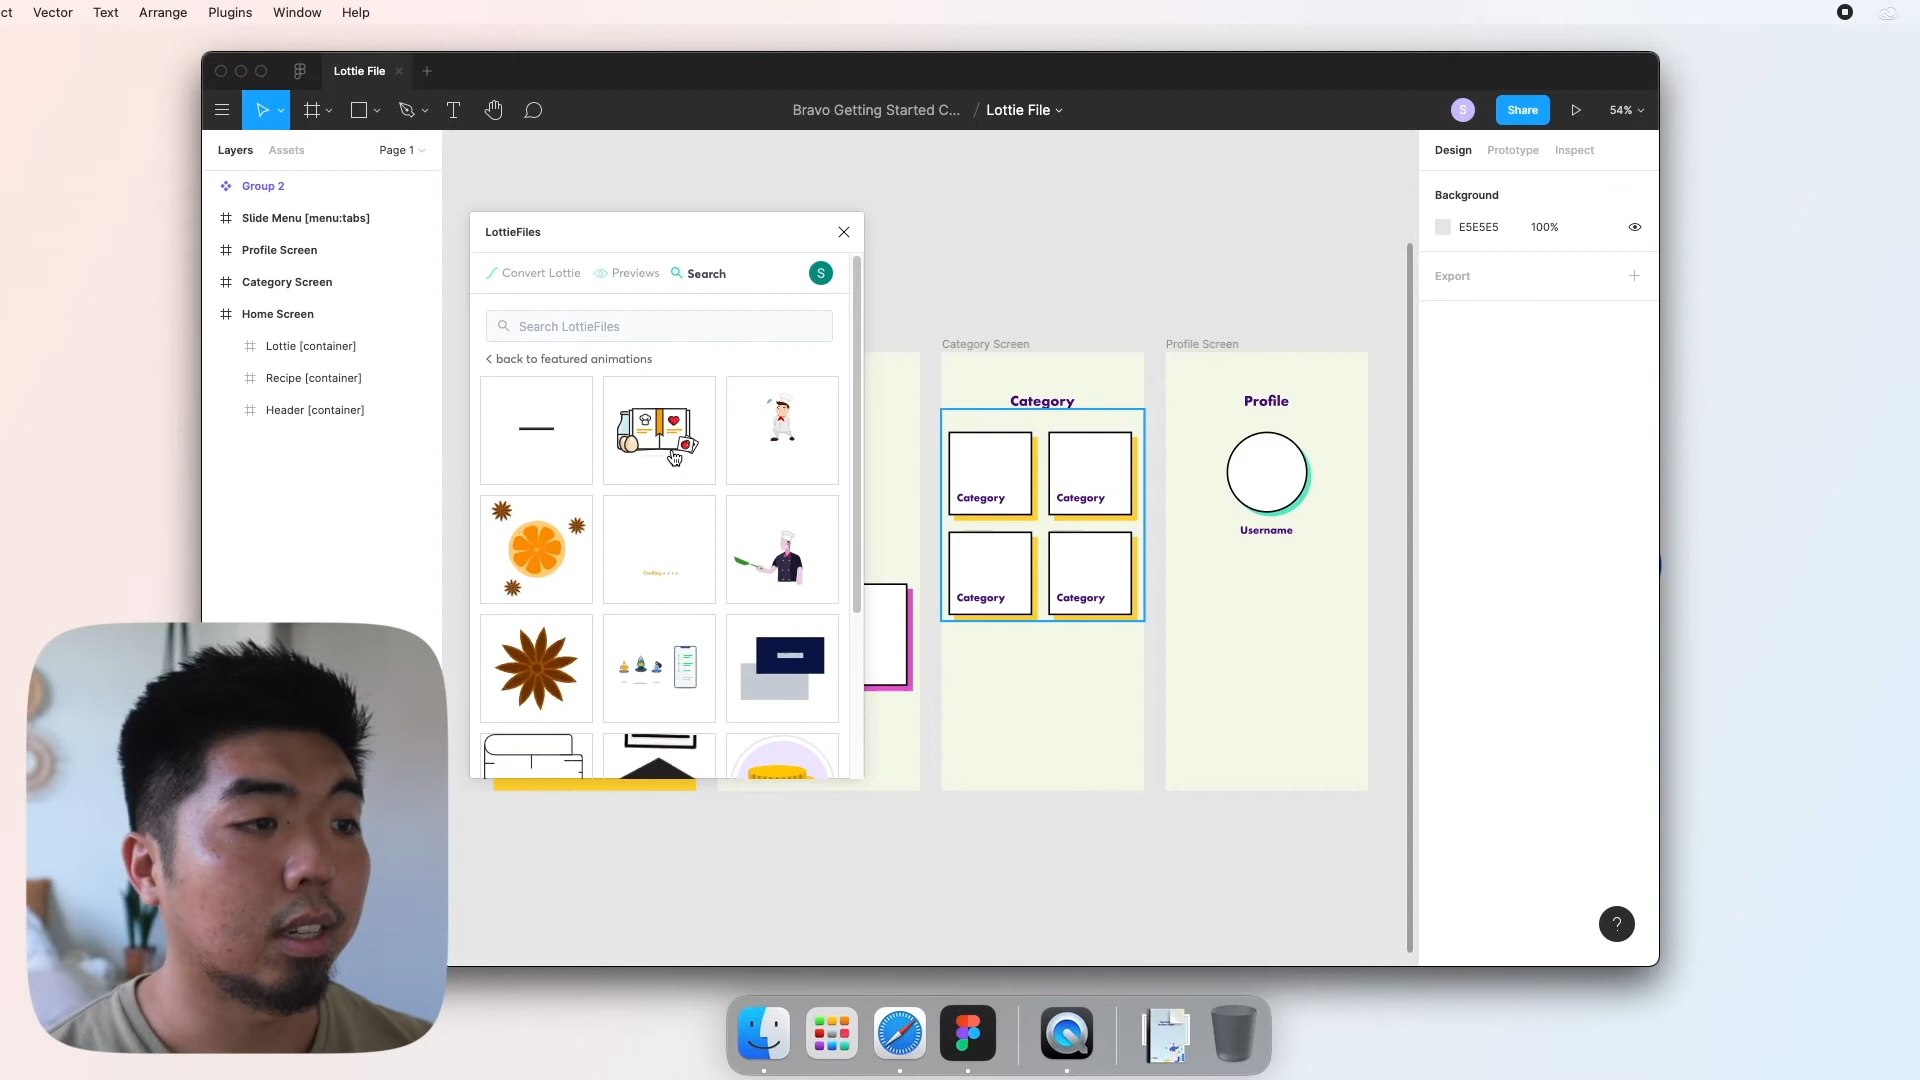 ct Vector Text Arrange Plugins Window Help
Lottie File
Bravo Getting Started C... / Lottie File
S
Share
54%
Layers Assets Page 1
Design Prototype Inspect
Group 2
Slide Menu [menu:tabs]
Profile Screen
Category Screen
Home Screen
Lottie [container]
Recipe [container]
Header [container]
Background
E5E5E5 100%
Export
LottieFiles
Convert Lottie Previews Search S
Search LottieFiles
back to featured animations
Cooking
Category Screen
Profile Screen
Category
Category
Category
Category
Category
Profile
Username
?